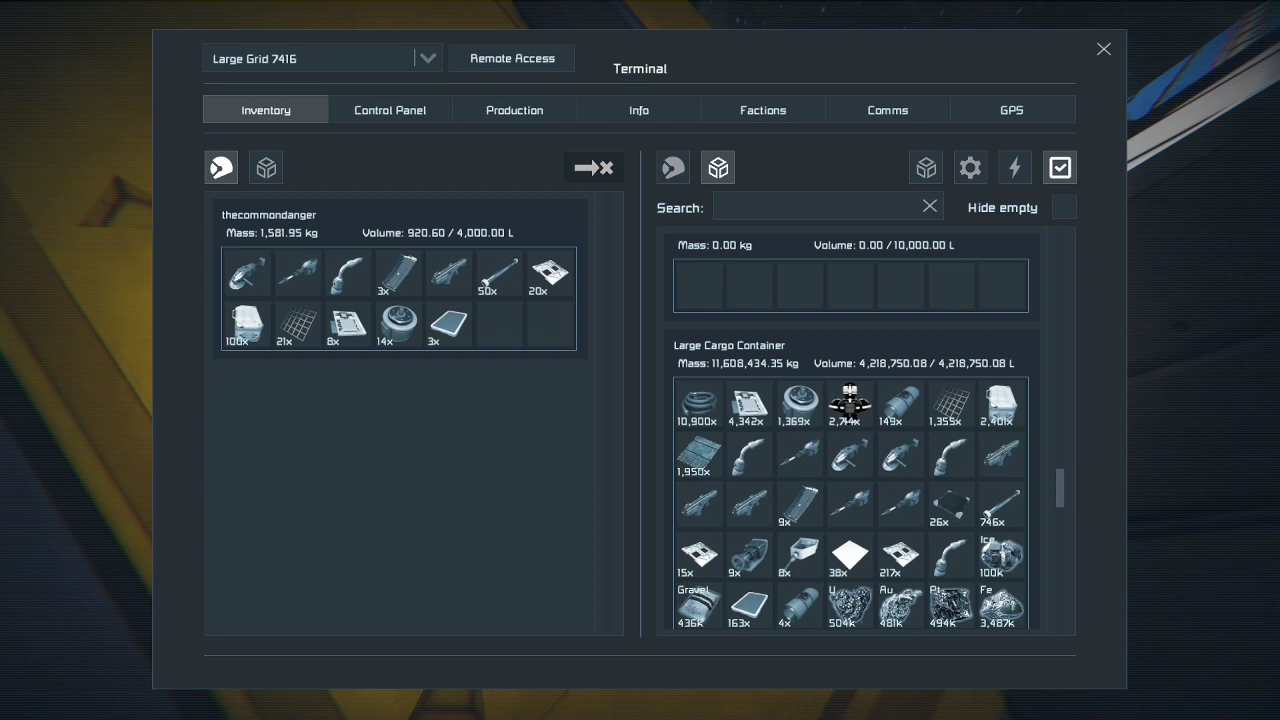 Large Grid 7416
Remote Access
Terminal
Inventory
Control Panel
Production
Info
Factions
Comms
GPS
thecommondanger
Mass: 1,581.95 kg Volume: 920.60 / 4,000.00 L
3x 50x 20x
100x 21x 8x 14x 3x
Search:
Hide empty
Mass: 0.00 kg Volume: 0.00 / 10,000.00 L
Large Cargo Container
Mass: 11,608,434.35 kg Volume: 4,218,750.08 / 4,218,750.08 L
10,900x 4,342x 1,369x 2,744x 149x 1,355x 2,401x
1,950x
9x 26x 746x
Ice
15x 9x 8x 38x 217x 100K
Gravel U Au Pt Fe
436K 163x 4x 504K 481K 494K 3,487K